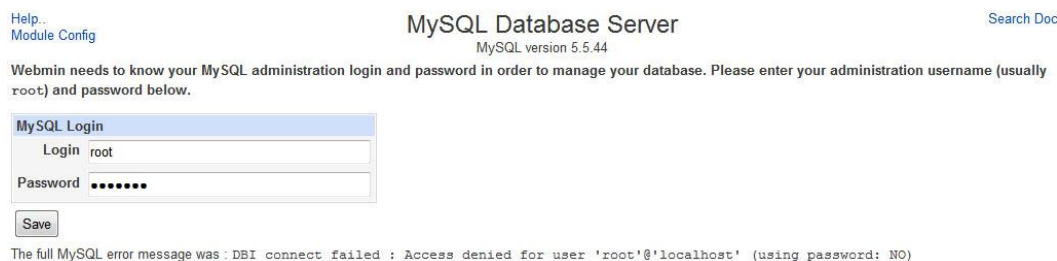 Help..
Module Config
MySQL Database Server
MySQL version 5.5.44
Search Doc
Webmin needs to know your MySQL administration login and password in order to manage your database. Please enter your administration username (usually
root) and password below.
MySQL Login
Login root
Password •••••••
Save
The full MySQL error message was : DBI connect failed : Access denied for user 'root'@'localhost' (using password: NO)